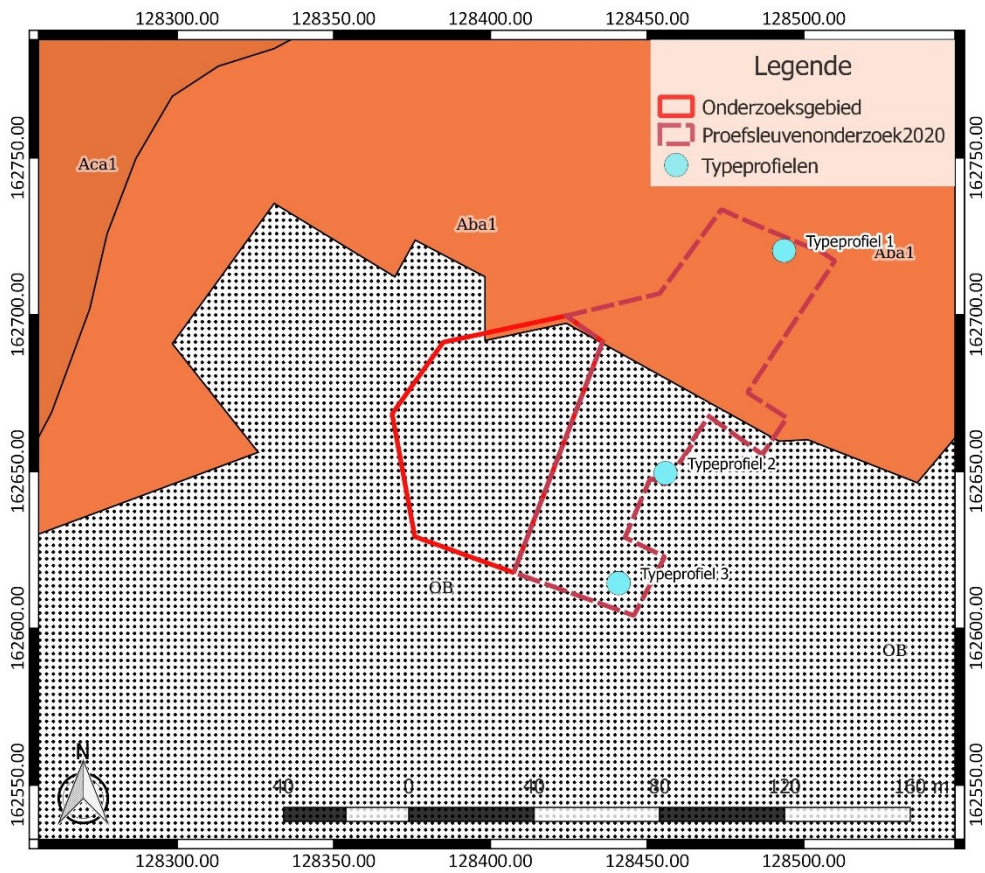 128300.00 128350.00 128400.00 128450.00 128500.00
Legende
Onderzoeksgebied
Proefsleuvenonderzoek2020
Typeprofielen
162750.00
162750.00
Aca1
Aba1
Typeprofiel 1
Aba1
162700.00
162700.00
Typeprofiel 2
162650.00
162650.00
Typeprofiel 3
OB
162600.00
162600.00
OB
N
162550.00
162550.00
40 0 40 80 120 160 m
128300.00 128350.00 128400.00 128450.00 128500.00